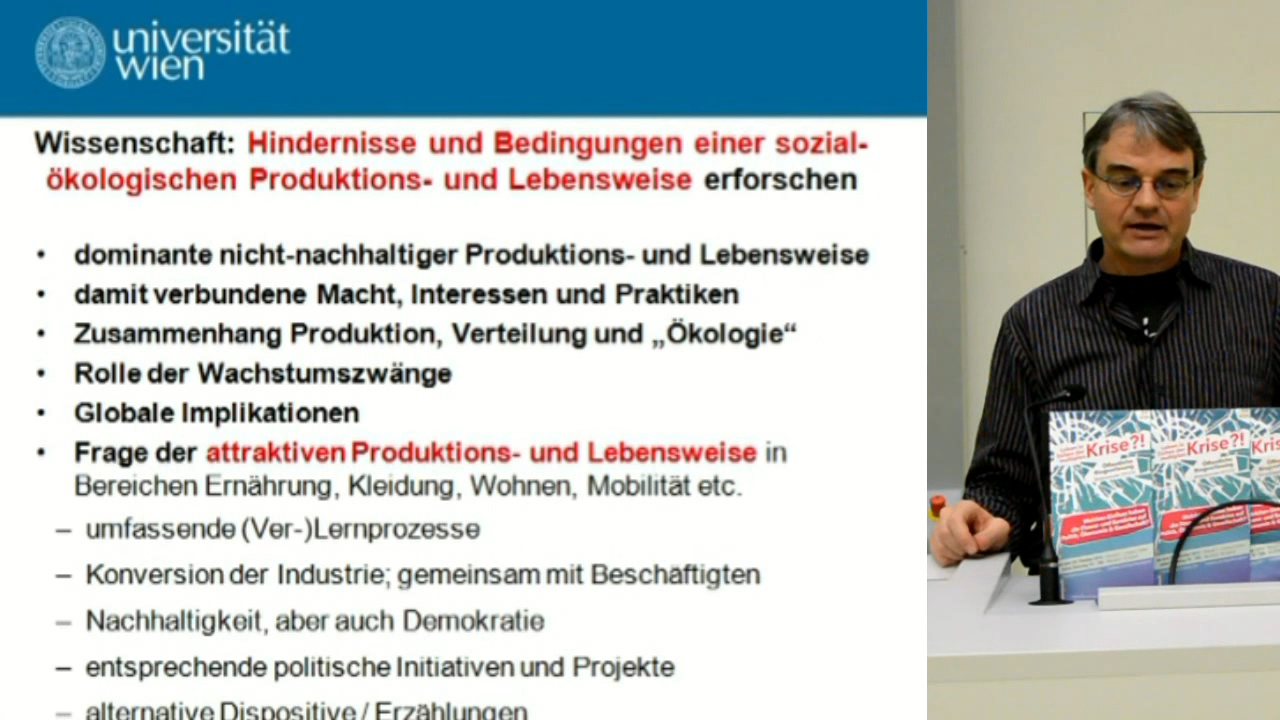 universität
wien
Wissenschaft: Hindernisse und Bedingungen einer sozial-
ökologischen Produktions- und Lebensweise erforschen
• dominante nicht-nachhaltiger Produktions- und Lebensweise
• damit verbundene Macht, Interessen und Praktiken
• Zusammenhang Produktion, Verteilung und „Ökologie“
• Rolle der Wachstumszwänge
• Globale Implikationen
• Frage der attraktiven Produktions- und Lebensweise in
Bereichen Ernährung, Kleidung, Wohnen, Mobilität etc.
– umfassende (Ver-)Lernprozesse
– Konversion der Industrie; gemeinsam mit Beschäftigten
– Nachhaltigkeit, aber auch Demokratie
– entsprechende politische Initiativen und Projekte
– alternative Dispositive / Erzählungen
Krise?!
Krise?!
Kris